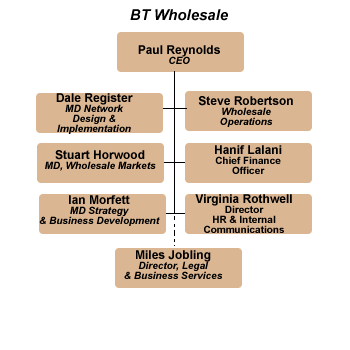 BT Wholesale
Paul Reynolds
CEO
Dale Register
MD Network
Design &
Implementation
Steve Robertson
Wholesale
Operations
Stuart Horwood
MD, Wholesale Markets
Hanif Lalani
Chief Finance
Officer
Ian Morfett
MD Strategy
& Business Development
Virginia Rothwell
Director
HR & Internal
Communications
Miles Jobling
Director, Legal
& Business Services